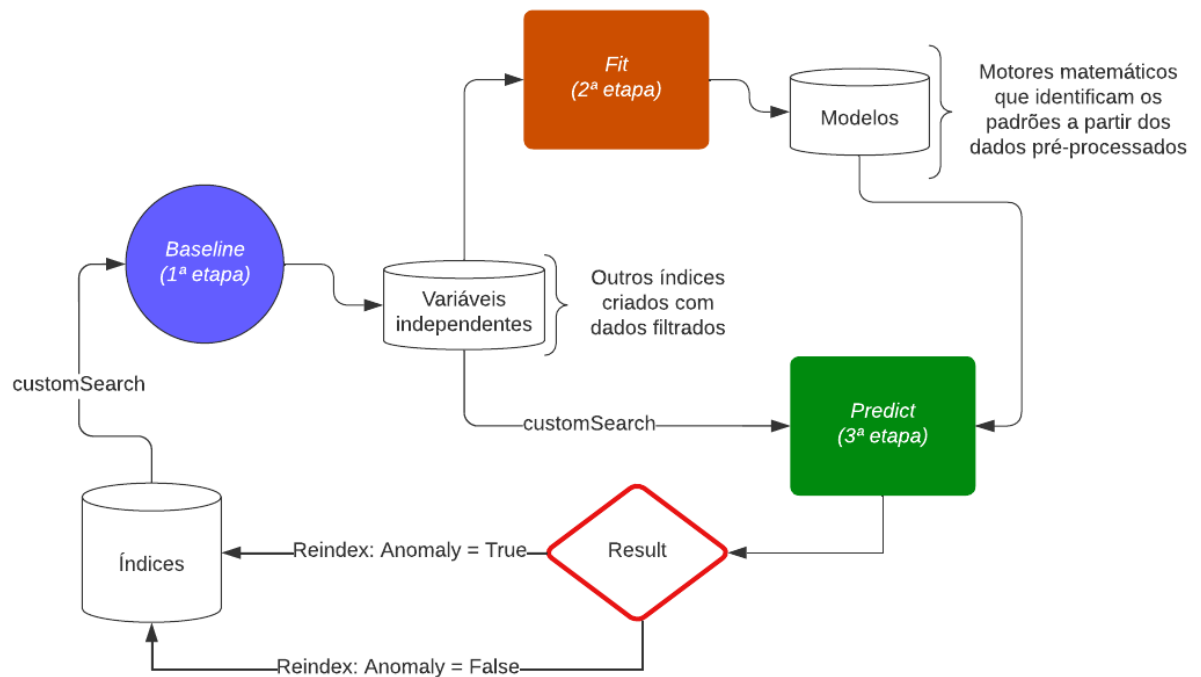 Fit
(2ª etapa)
Modelos
Motores matemáticos
que identificam os
padrões a partir dos
dados pré-processados
Baseline
(1ª etapa)
Variáveis
independentes
Outros índices
criados com
dados filtrados
customSearch
customSearch
Predict
(3ª etapa)
Índices
Reindex: Anomaly = True
Result
Reindex: Anomaly = False